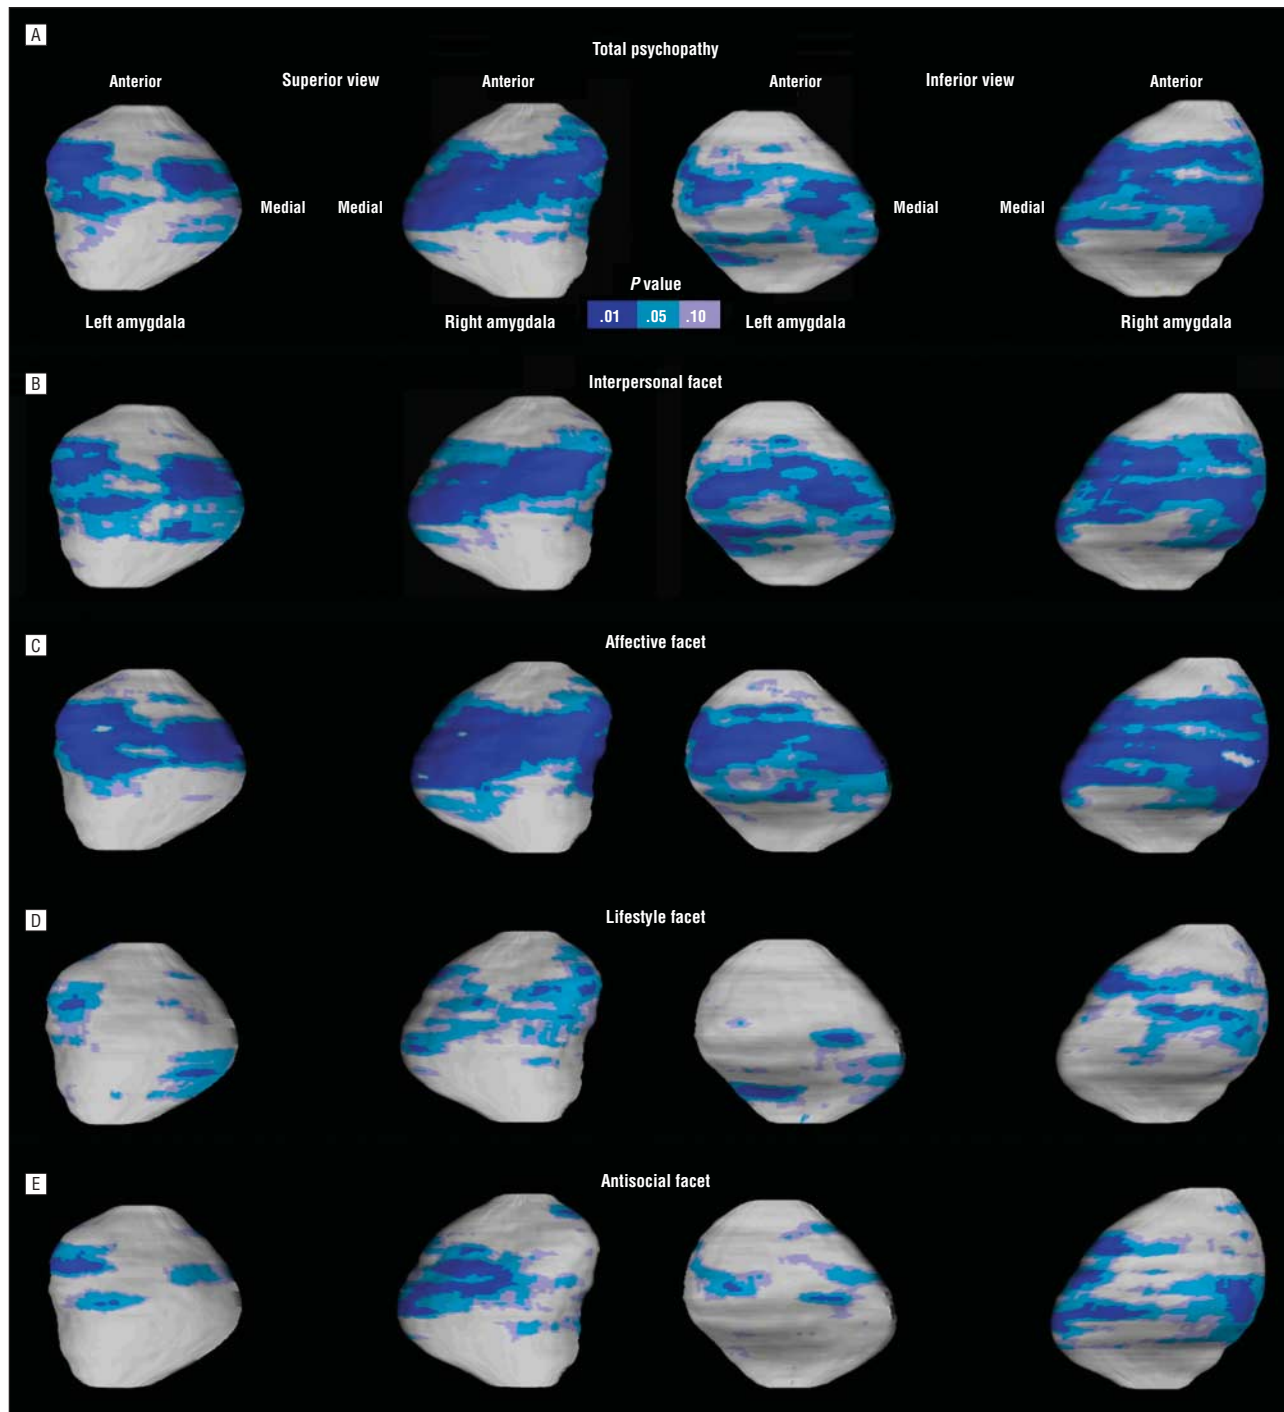 A
Total psychopathy
Anterior Superior view Anterior Anterior Inferior view Anterior
Medial Medial Medial Medial
P value
.01 .05 .10
Left amygdala Right amygdala Left amygdala Right amygdala
B
Interpersonal facet
C
Affective facet
D
Lifestyle facet
E
Antisocial facet